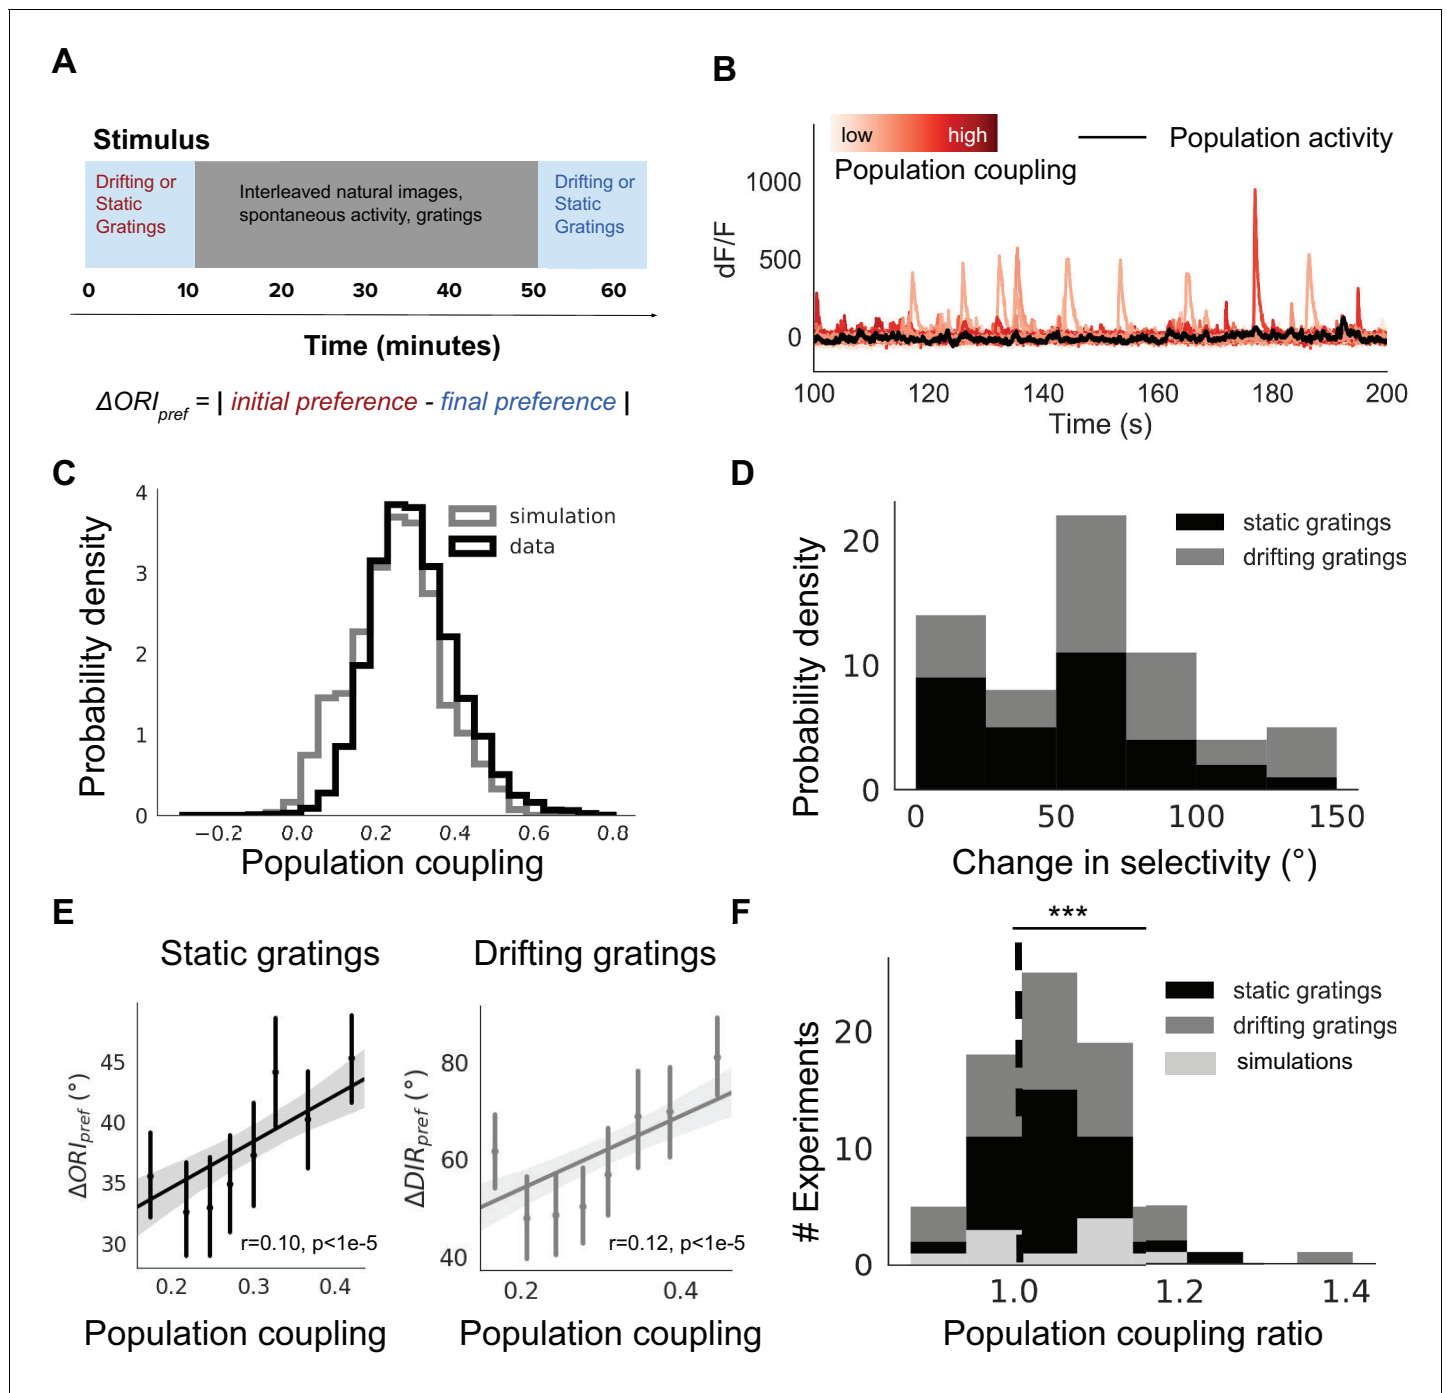 A
Stimulus
Drifting or
Static
Gratings
Interleaved natural images,
spontaneous activity, gratings
Drifting or
Static
Gratings
0 10 20 30 40 50 60
Time (minutes)
ΔORIpref = | initial preference - final preference |
B
low high
Population coupling
Population activity
dF/F
1000
500
0
100 120 140 160 180 200
Time (s)
C
Probability density
4
3
2
1
0
simulation
data
−0.2 0.0 0.2 0.4 0.6 0.8
Population coupling
D
Probability density
20
10
0
static gratings
drifting gratings
0 50 100 150
Change in selectivity (°)
E
Static gratings
ΔORIpref (°)
45
40
35
30
r=0.10, p<1e-5
0.2 0.3 0.4
Population coupling
Drifting gratings
ΔDIRpref (°)
80
60
40
r=0.12, p<1e-5
0.2 0.4
Population coupling
F
***
# Experiments
20
10
0
static gratings
drifting gratings
simulations
1.0 1.2 1.4
Population coupling ratio